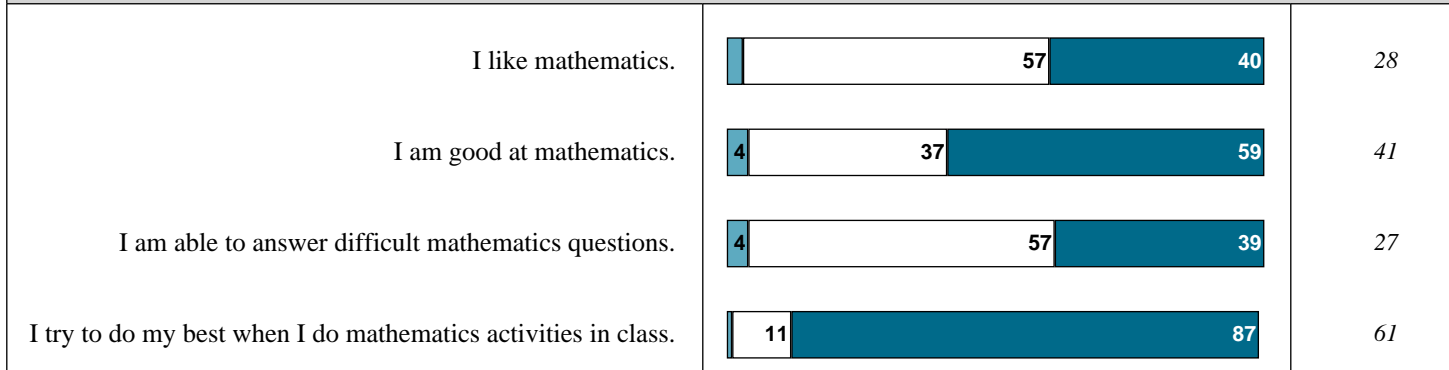 I like mathematics. 57 40 28
I am good at mathematics. 4 37 59 41
I am able to answer difficult mathematics questions. 4 57 39 27
I try to do my best when I do mathematics activities in class. 11 87 61